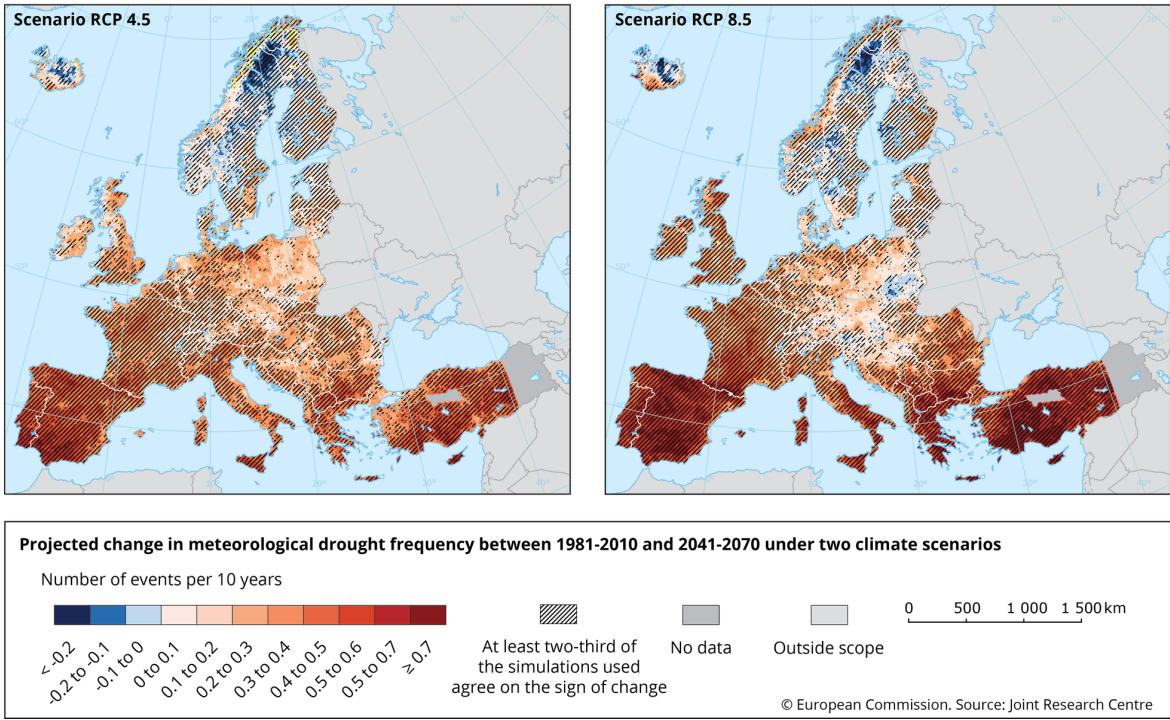 Scenario RCP 4.5
Scenario RCP 8.5
Projected change in meteorological drought frequency between 1981-2010 and 2041-2070 under two climate scenarios
Number of events per 10 years
< -0.2
-0.2 to -0.1
-0.1 to 0
0 to 0.1
0.1 to 0.2
0.2 to 0.3
0.3 to 0.4
0.4 to 0.5
0.5 to 0.6
0.5 to 0.7
≥ 0.7
At least two-third of
the simulations used
agree on the sign of change
No data
Outside scope
0 500 1 000 1 500 km
© European Commission. Source: Joint Research Centre